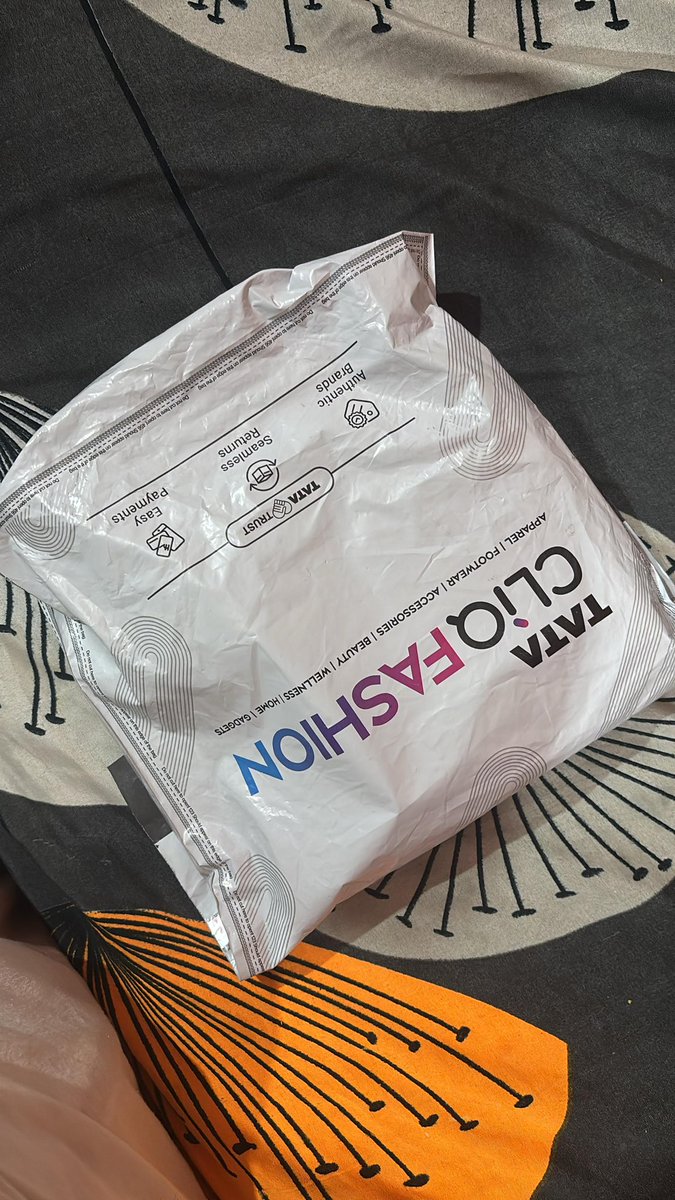 TATA
CLiQ FASHION
APPAREL | FOOTWEAR | ACCESSORIES | BEAUTY | WELLNESS | HOME | GADGETS
TATA TRUST
Authentic
Brands
Seamless
Returns
Easy
Payments